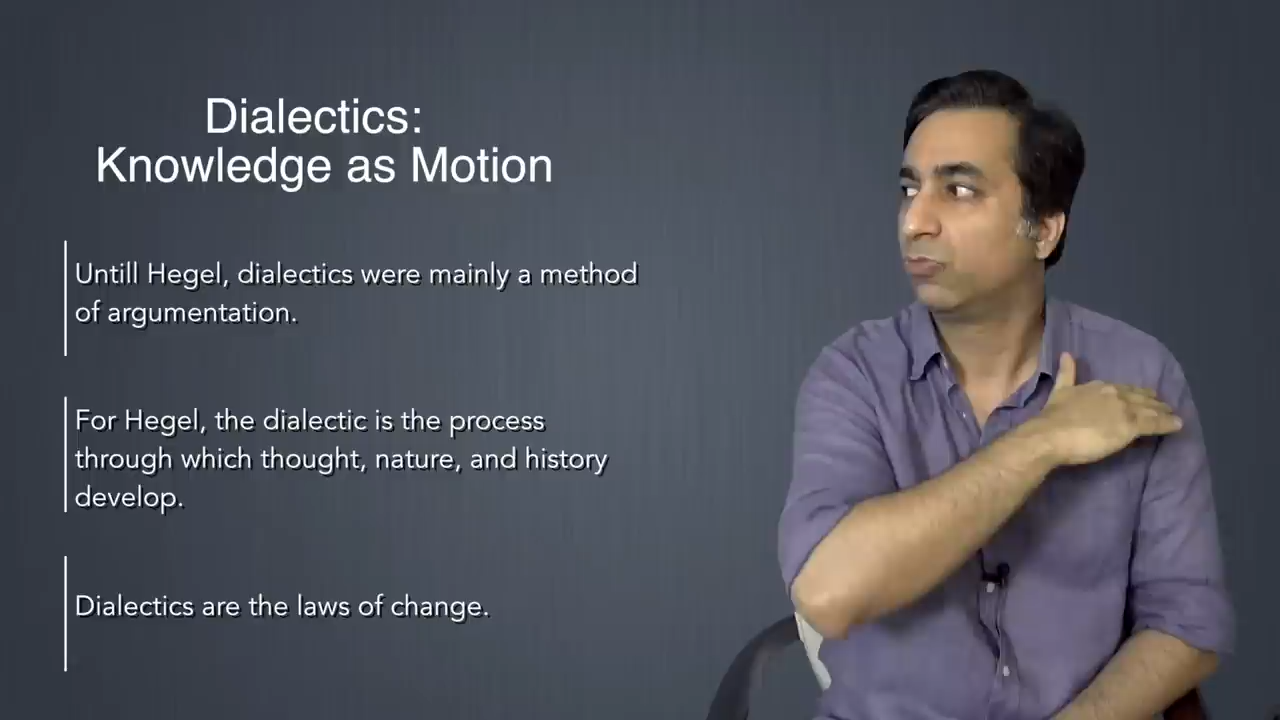 Dialectics:
Knowledge as Motion
Untill Hegel, dialectics were mainly a method
of argumentation.
For Hegel, the dialectic is the process
through which thought, nature, and history
develop.
Dialectics are the laws of change.